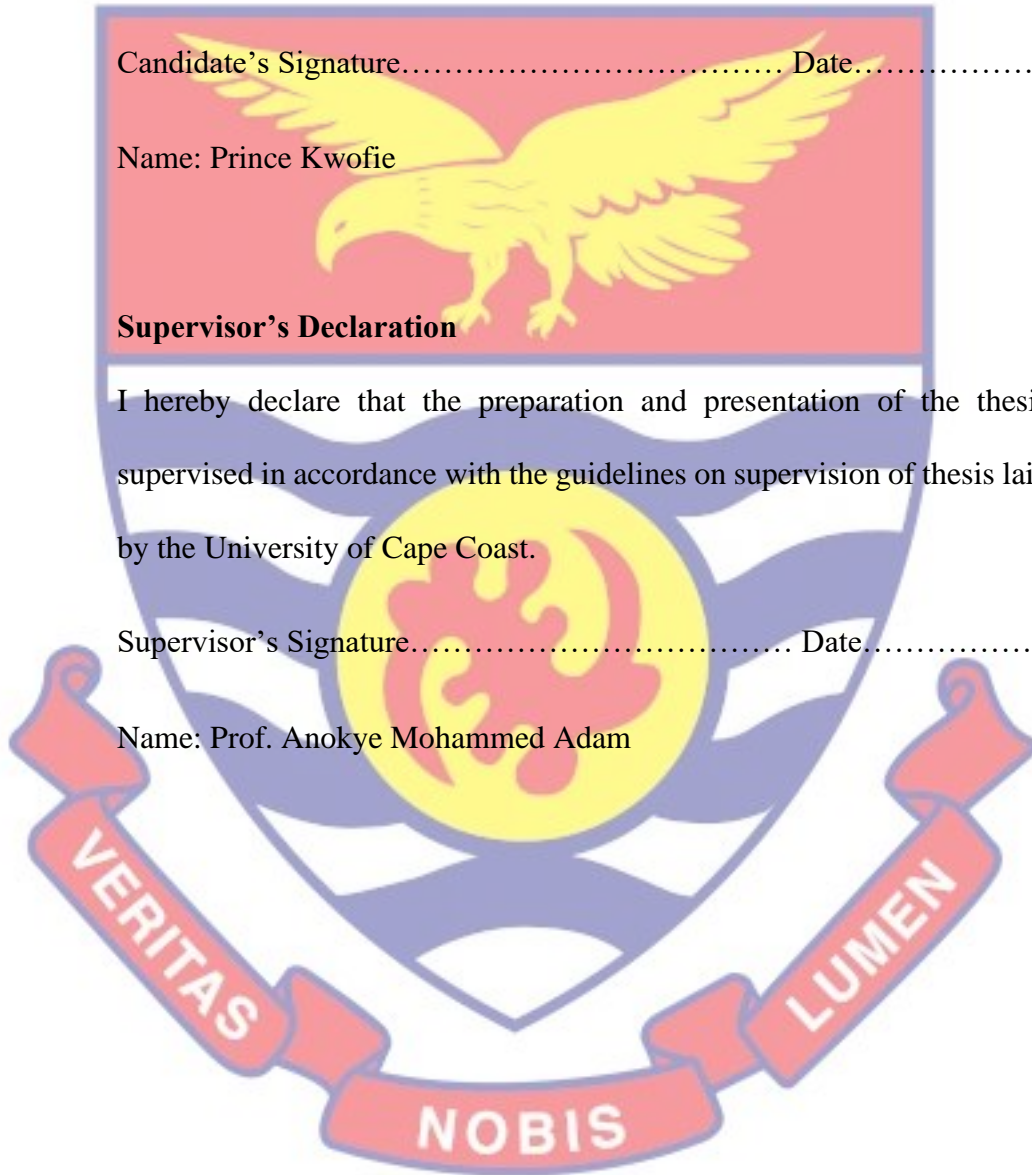 Candidate’s Signature……………………………… Date………………
Name: Prince Kwofie
Supervisor’s Declaration
I hereby declare that the preparation and presentation of the thesi
supervised in accordance with the guidelines on supervision of thesis lai
by the University of Cape Coast.
Supervisor’s Signature……………………………… Date………………
Name: Prof. Anokye Mohammed Adam
VERITAS
NOBIS
LUMEN